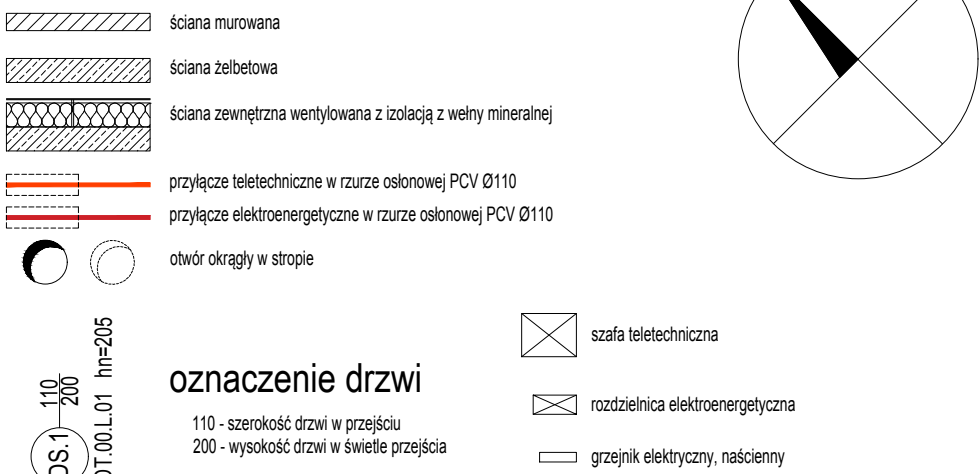 ściana murowana
ściana żelbetowa
ściana zewnętrzna wentylowana z izolacją z wełny mineralnej
przyłącze teletechniczne w rzurze osłonowej PCV Ø110
przyłącze elektroenergetyczne w rzurze osłonowej PCV Ø110
otwór okrągły w stropie
110
200
hn=205
oznaczenie drzwi
110 - szerokość drzwi w przejściu
200 - wysokość drzwi w świetle przejścia
szafa teletechniczna
rozdzielnica elektroenergetyczna
grzejnik elektryczny, naścienny